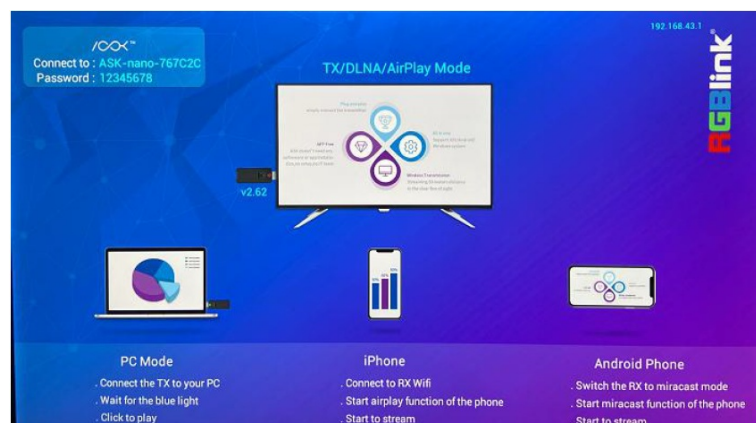 192.168.43.1
RGBlink
Connect to : ASK-nano-767C2C
Password : 12345678
TX/DLNA/AirPlay Mode
v2.62
PC Mode
. Connect the TX to your PC
. Wait for the blue light
. Click to play
iPhone
. Connect to RX Wifi
. Start airplay function of the phone
. Start to stream
Android Phone
. Switch the RX to miracast mode
. Start miracast function of the phone
. Start to stream